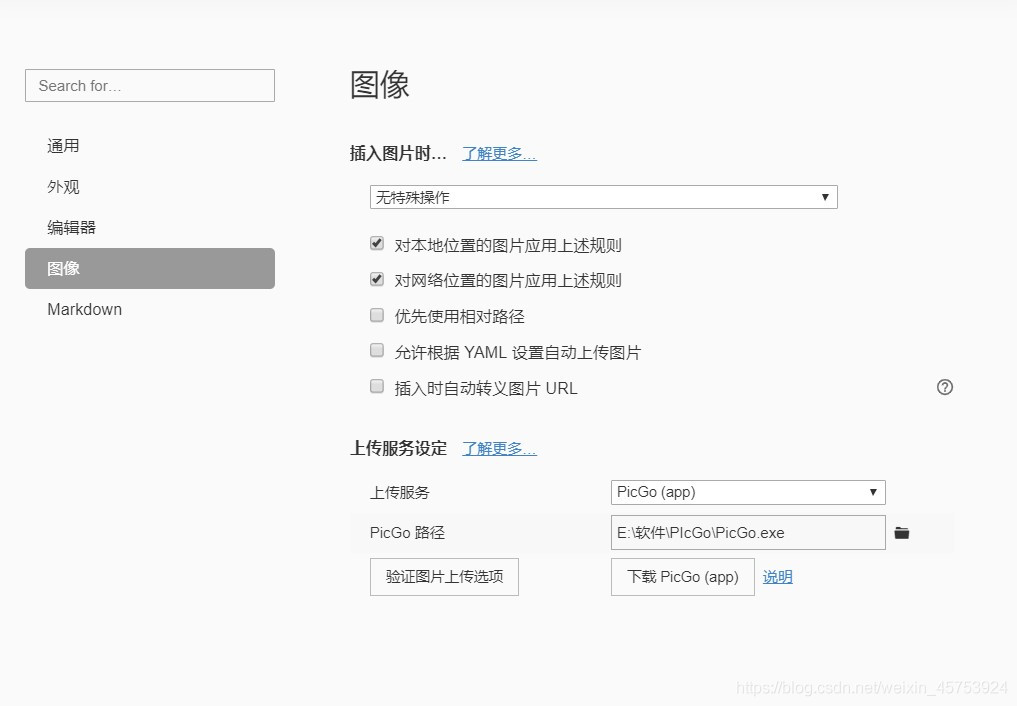 Search for...
通用
外观
编辑器
图像
Markdown
图像
插入图片时... 了解更多...
无特殊操作
对本地位置的图片应用上述规则
对网络位置的图片应用上述规则
优先使用相对路径
允许根据 YAML 设置自动上传图片
插入时自动转义图片 URL
上传服务设定 了解更多...
上传服务 PicGo (app)
PicGo 路径 E:\软件\PIcGo\PicGo.exe
验证图片上传选项 下载 PicGo (app) 说明
https://blog.csdn.net/weixin_45753924